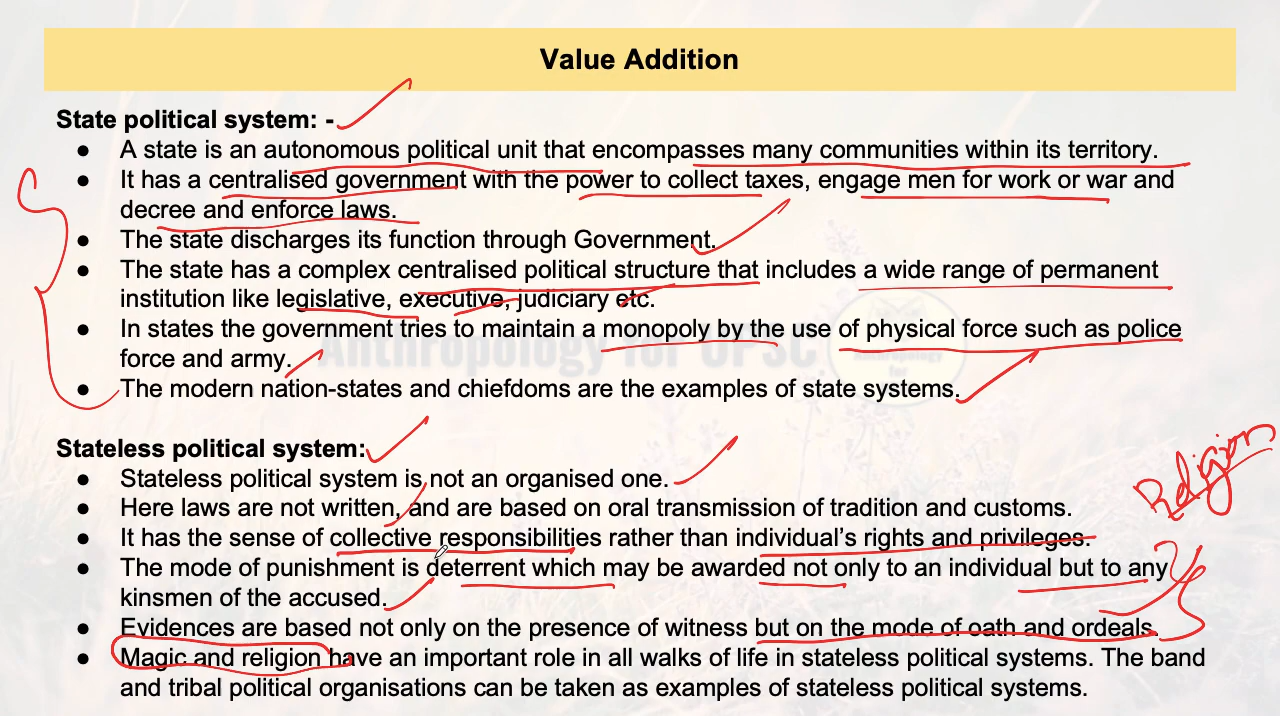 Value Addition
State political system: -
● A state is an autonomous political unit that encompasses many communities within its territory.
● It has a centralised government with the power to collect taxes, engage men for work or war and
decree and enforce laws.
● The state discharges its function through Government.
● The state has a complex centralised political structure that includes a wide range of permanent
institution like legislative, executive, judiciary etc.
● In states the government tries to maintain a monopoly by the use of physical force such as police
force and army.
Anthropology for UPSC
Anthropology
for
● The modern nation-states and chiefdoms are the examples of state systems.
Stateless political system:
● Stateless political system is not an organised one.
● Here laws are not written, and are based on oral transmission of tradition and customs.
Religion
● It has the sense of collective responsibilities rather than individual's rights and privileges.
● The mode of punishment is deterrent which may be awarded not only to an individual but to any
kinsmen of the accused.
● Evidences are based not only on the presence of witness but on the mode of oath and ordeals.
● Magic and religion have an important role in all walks of life in stateless political systems. The band
and tribal political organisations can be taken as examples of stateless political systems.